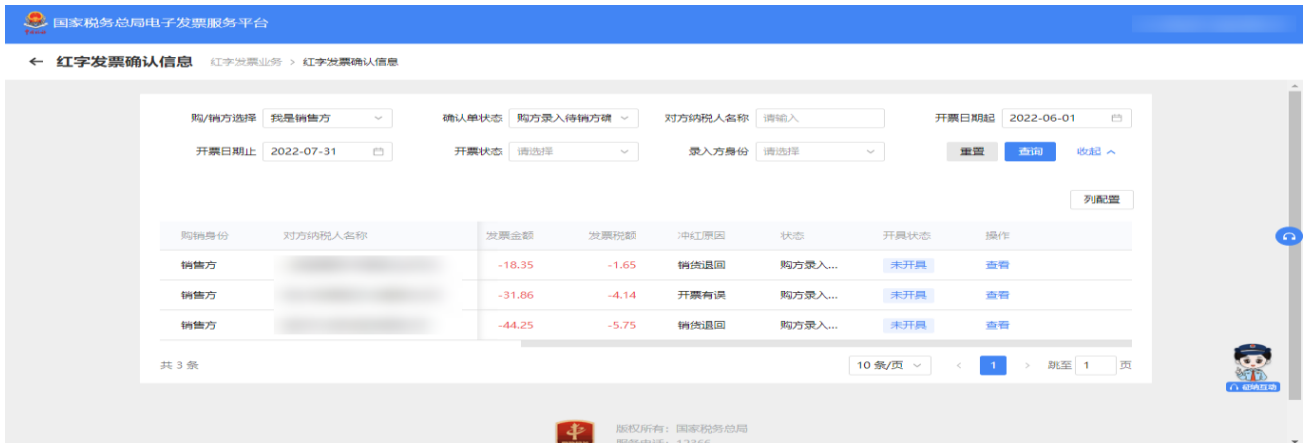 国家税务总局电子发票服务平台
← 红字发票确认信息 红字发票业务 > 红字发票确认信息
购/销方选择 我是销售方 确认单状态 购方录入待销方确 对方纳税人名称 请输入 开票日期起 2022-06-01
开票日期止 2022-07-31 开票状态 请选择 录入方身份 请选择 重置 查询 收起
列配置
购销身份 对方纳税人名称 发票金额 发票税额 冲红原因 状态 开具状态 操作
销售方 -18.35 -1.65 销货退回 购方录入... 未开具 查看
销售方 -31.86 -4.14 开票有误 购方录入... 未开具 查看
销售方 -44.25 -5.75 销货退回 购方录入... 未开具 查看
共 3 条 10 条/页 < 1 > 跳至 1 页
征纳互动
版权所有：国家税务总局
服务电话：12366